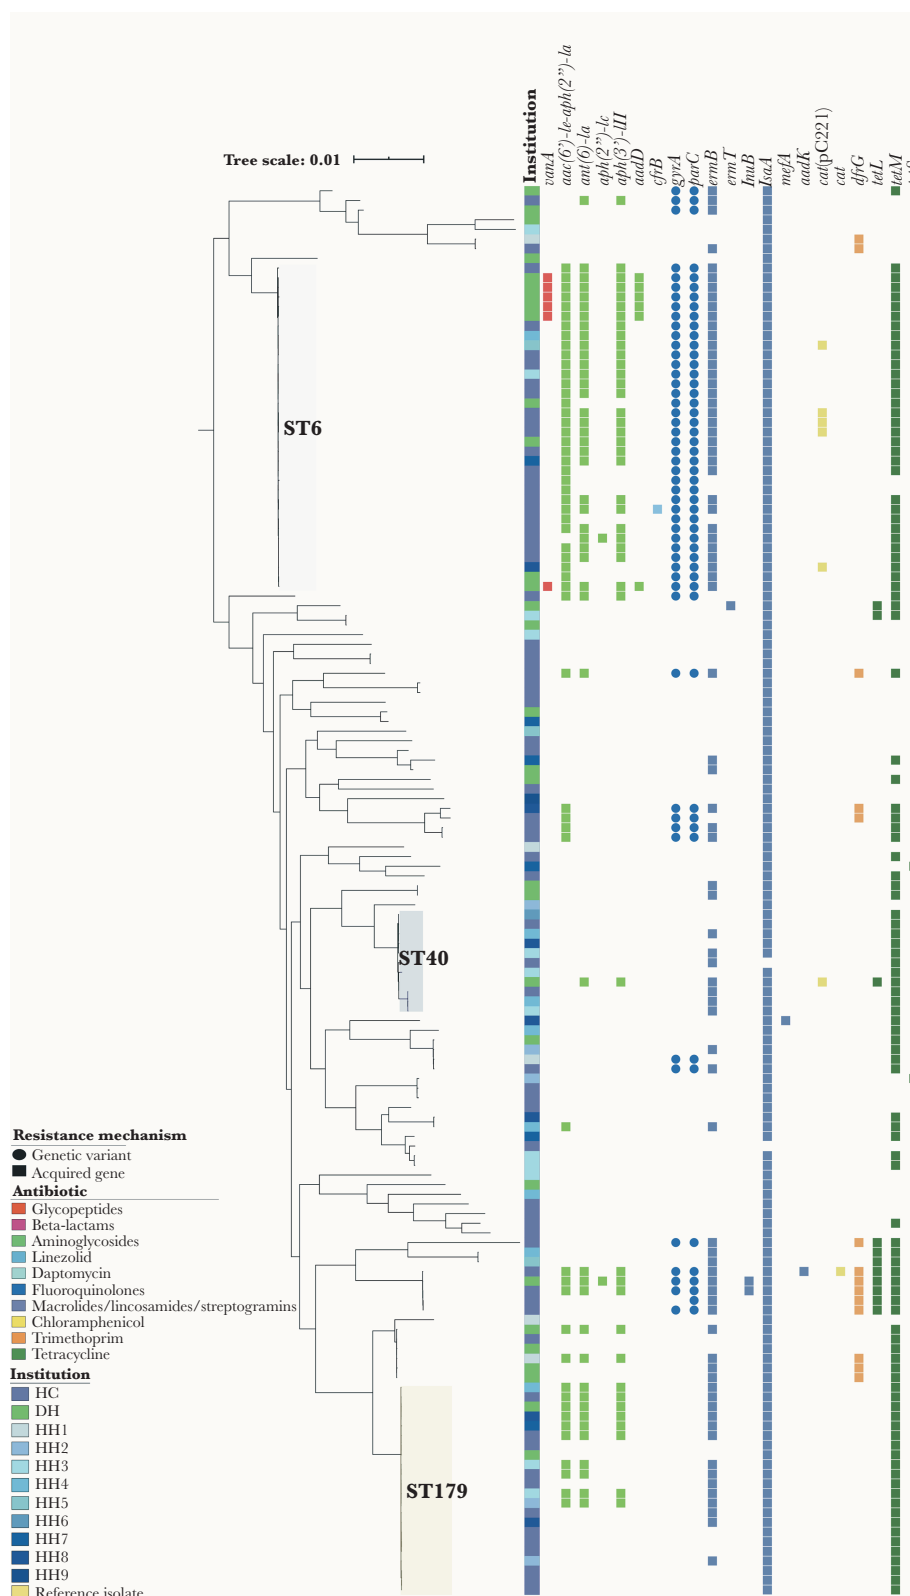 Tree scale: 0.01
Institution
vanA
aac(6’)-Ie-aph(2’’)-Ia
ant(6)-Ia
aph(2’’)-Ic
aph(3’)-III
aadD
cfrB
gyrA
parC
ermB
ermT
lnuB
lsaA
mefA
aadK
cat(pC221)
cat
dfrG
tetL
tetM
ST6
ST40
ST179
Resistance mechanism
Genetic variant
Acquired gene
Antibiotic
Glycopeptides
Beta-lactams
Aminoglycosides
Linezolid
Daptomycin
Fluoroquinolones
Macrolides/lincosamides/streptogramins
Chloramphenicol
Trimethoprim
Tetracycline
Institution
HC
DH
HH1
HH2
HH3
HH4
HH5
HH6
HH7
HH8
HH9
Reference isolate